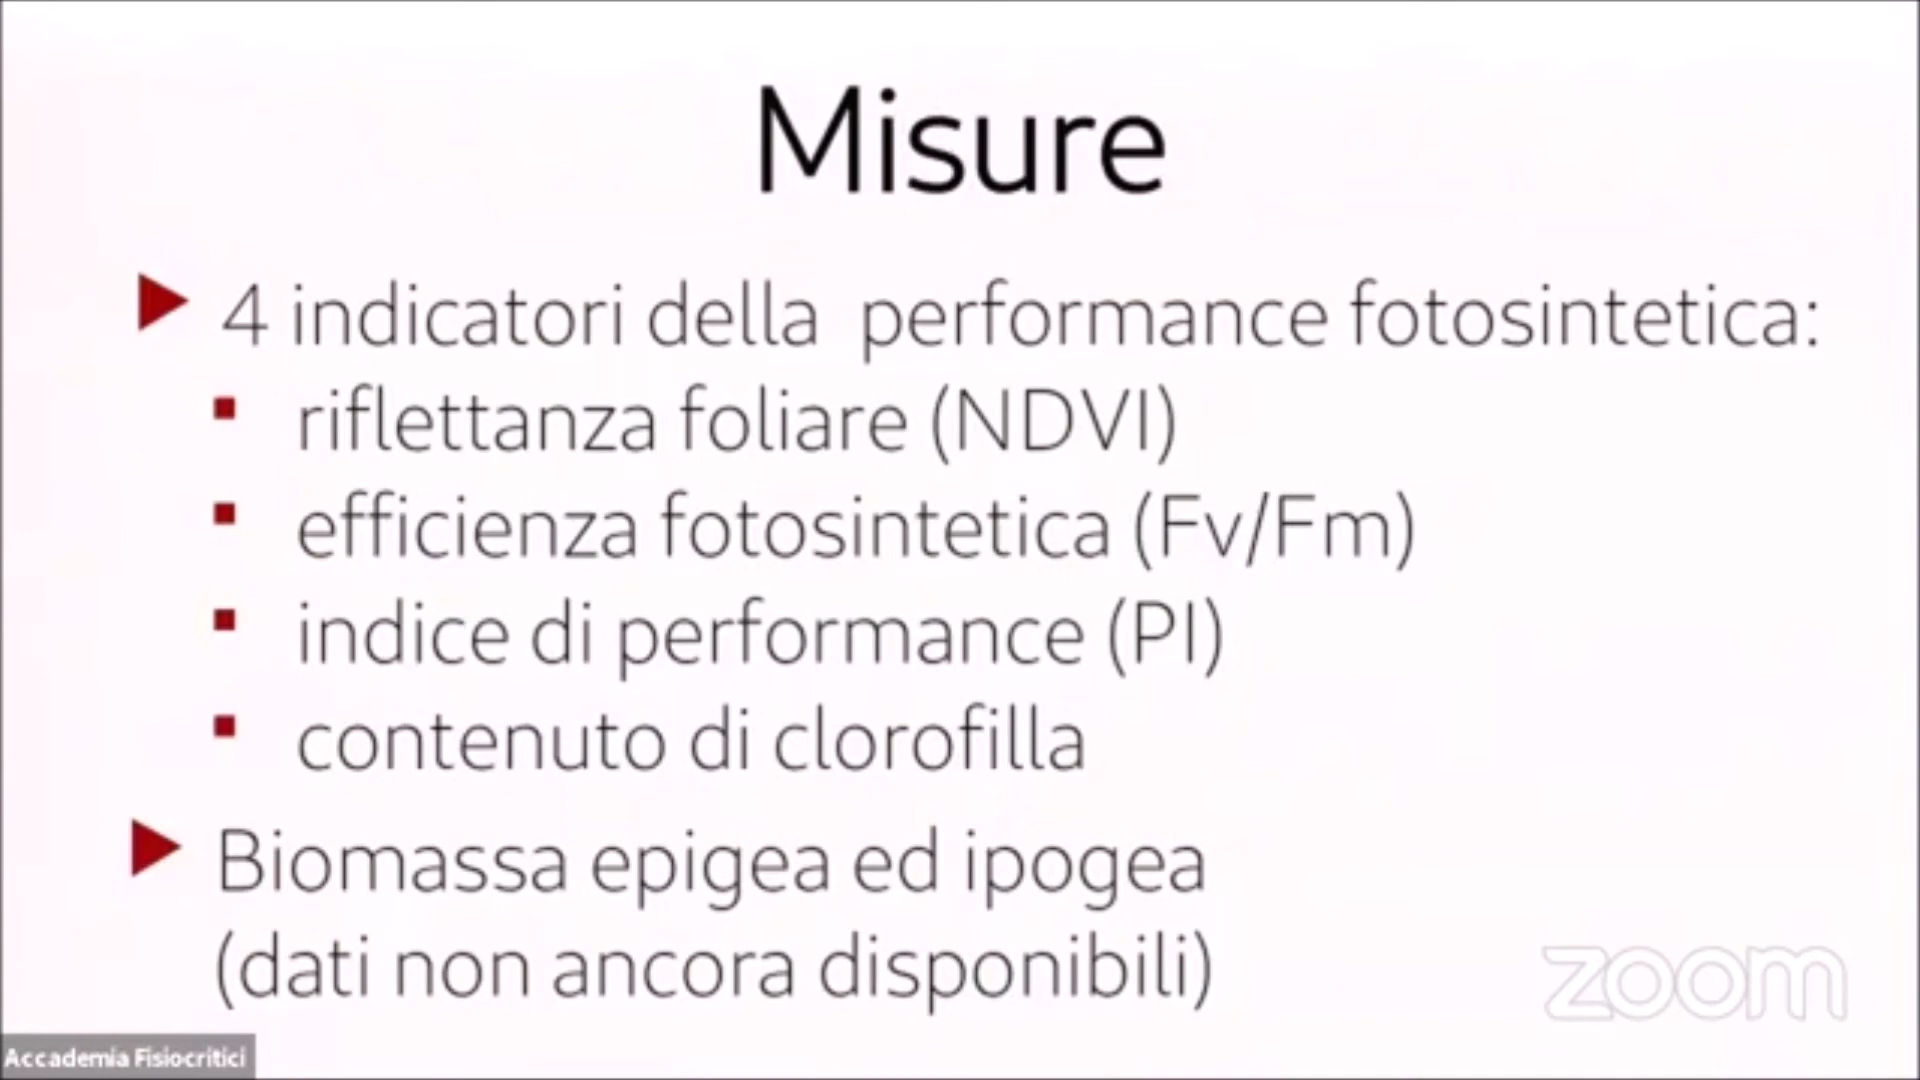 Misure
4 indicatori della performance fotosintetica:
riflettanza foliare (NDVI)
efficienza fotosintetica (Fv/Fm)
indice di performance (PI)
contenuto di clorofilla
Biomassa epigea ed ipogea
(dati non ancora disponibili)
zoom
Accademia Fisiocritici